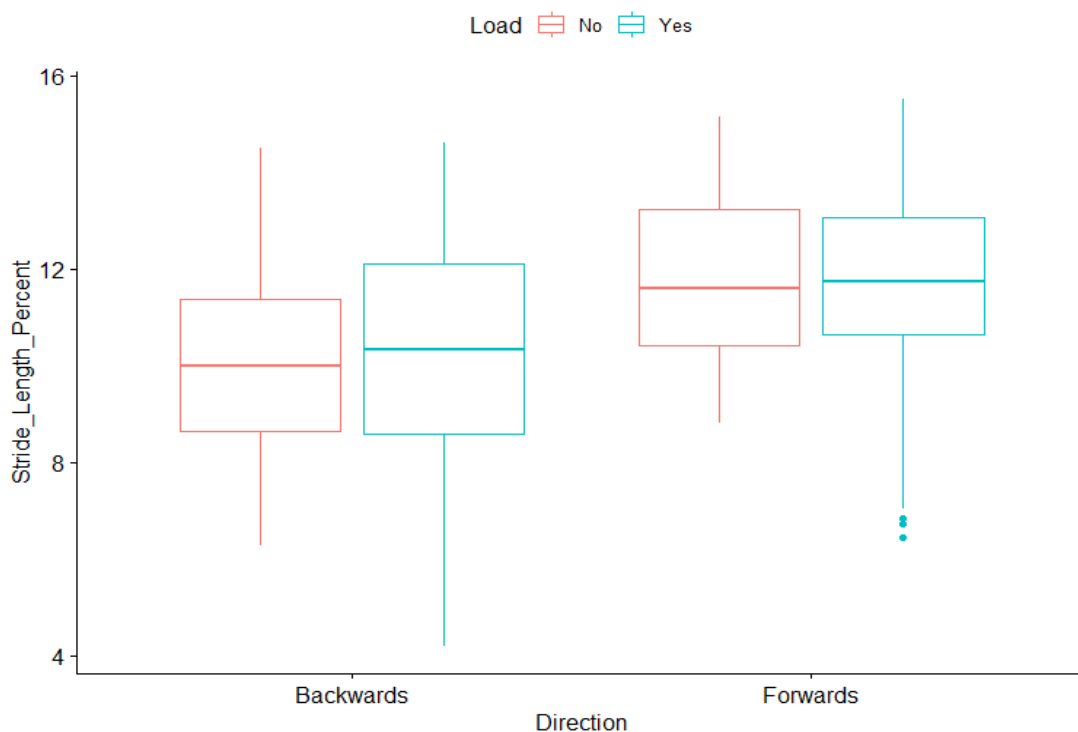 Load No Yes
16
12
8
4
Stride_Length_Percent
Backwards Forwards
Direction